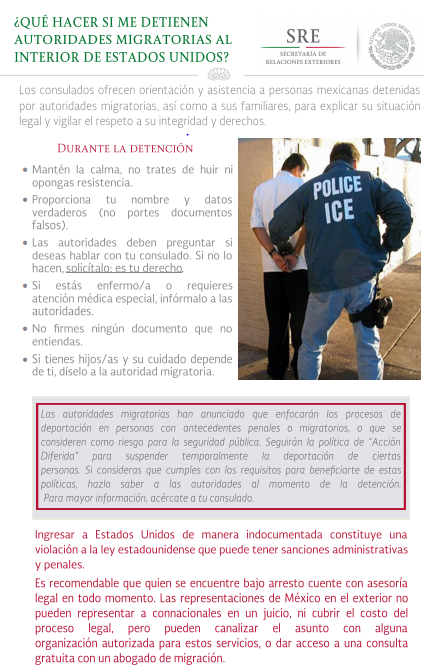 ¿QUÉ HACER SI ME DETIENEN
AUTORIDADES MIGRATORIAS AL
INTERIOR DE ESTADOS UNIDOS?
SRE
SECRETARÍA DE
RELACIONES EXTERIORES
ESTADOS UNIDOS MEXICANOS
Los consulados ofrecen orientación y asistencia a personas mexicanas detenidas
por autoridades migratorias, así como a sus familiares, para explicar su situación
legal y vigilar el respeto a su integridad y derechos.
DURANTE LA DETENCIÓN
• Mantén la calma, no trates de huir ni
opongas resistencia.
• Proporciona tu nombre y datos
verdaderos (no portes documentos
falsos).
• Las autoridades deben preguntar si
deseas hablar con tu consulado. Si no lo
hacen, solicítalo: es tu derecho.
• Si estás enfermo/a o requieres
atención médica especial, infórmalo a las
autoridades.
• No firmes ningún documento que no
entiendas.
• Si tienes hijos/as y su cuidado depende
de ti, díselo a la autoridad migratoria.
POLICE
ICE
Las autoridades migratorias han anunciado que enfocarán los procesos de
deportación en personas con antecedentes penales o migratorios, o que se
consideren como riesgo para la seguridad pública. Seguirán la política de "Acción
Diferida" para suspender temporalmente la deportación de ciertas
personas. Si consideras que cumples con los requisitos para beneficiarte de estas
políticas, hazlo saber a las autoridades al momento de la detención.
Para mayor información, acércate a tu consulado.
Ingresar a Estados Unidos de manera indocumentada constituye una
violación a la ley estadounidense que puede tener sanciones administrativas
y penales.
Es recomendable que quien se encuentre bajo arresto cuente con asesoría
legal en todo momento. Las representaciones de México en el exterior no
pueden representar a connacionales en un juicio, ni cubrir el costo del
proceso legal, pero pueden canalizar el asunto con alguna
organización autorizada para estos servicios, o dar acceso a una consulta
gratuita con un abogado de migración.